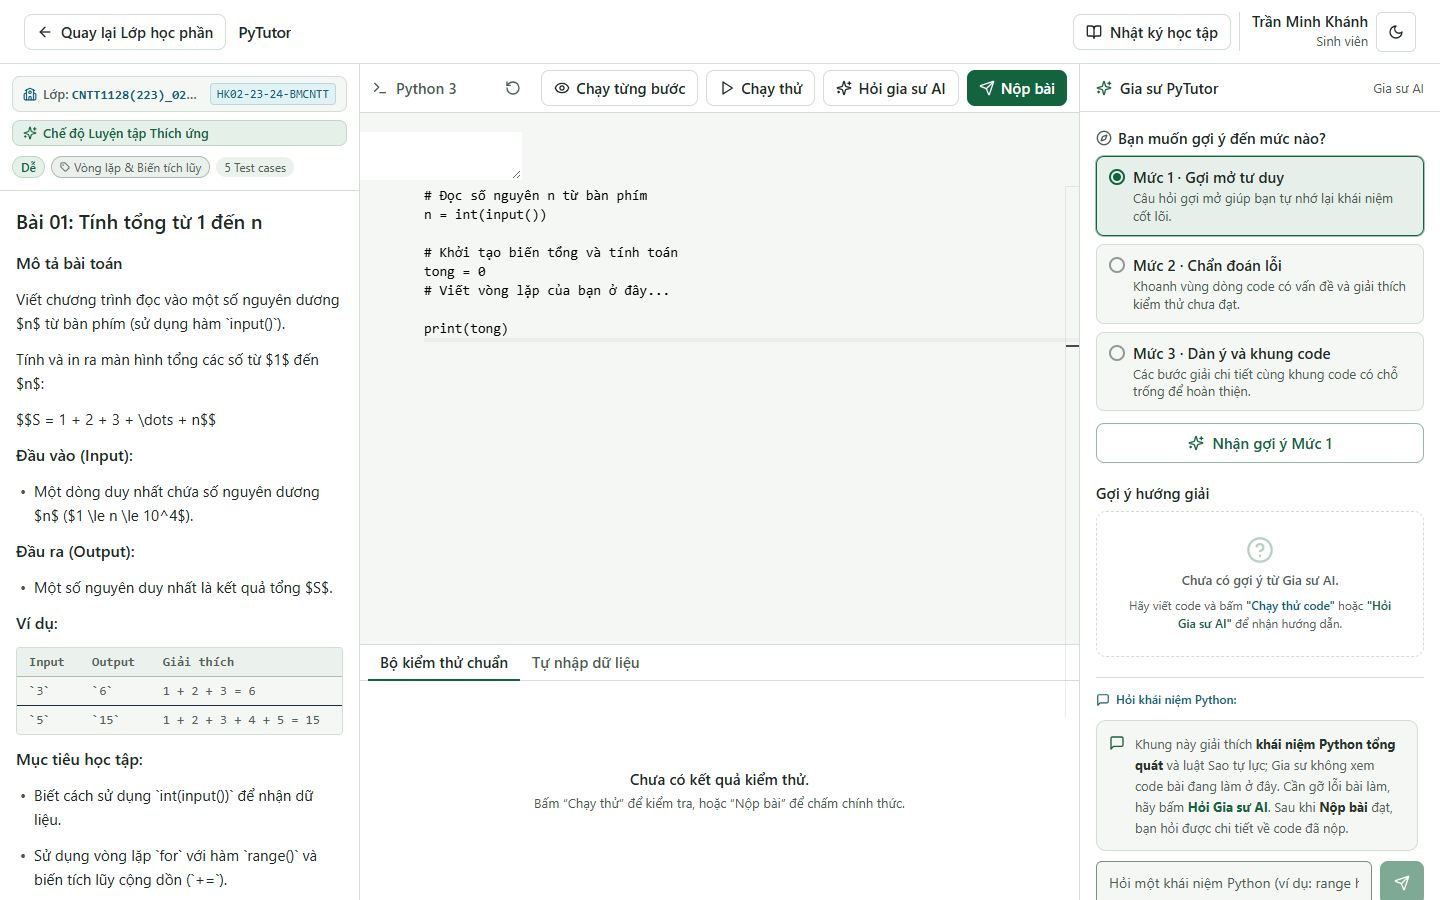 Quay lại Lớp học phần
PyTutor
Nhật ký học tập
Trần Minh Khánh
Sinh viên
Lớp: CNTT1128(223)_02...
HK02-23-24-BMCNTT
Chế độ Luyện tập Thích ứng
Dễ
Vòng lặp & Biến tích lũy
5 Test cases
Bài 01: Tính tổng từ 1 đến n
Mô tả bài toán
Viết chương trình đọc vào một số nguyên dương
$n$ từ bàn phím (sử dụng hàm `input()`).
Tính và in ra màn hình tổng các số từ $1$ đến
$n$:
$$S = 1 + 2 + 3 + \dots + n$$
Đầu vào (Input):
• Một dòng duy nhất chứa số nguyên dương
$n$ ($1 \le n \le 10^4$).
Đầu ra (Output):
• Một số nguyên duy nhất là kết quả tổng $S$.
Ví dụ:
Input Output Giải thích
`3` `6` 1 + 2 + 3 = 6
`5` `15` 1 + 2 + 3 + 4 + 5 = 15
Mục tiêu học tập:
• Biết cách sử dụng `int(input())` để nhận dữ
liệu.
• Sử dụng vòng lặp `for` với hàm `range()` và
biến tích lũy cộng dồn (`+=`).
Python 3
Chạy từng bước
Chạy thử
Hỏi gia sư AI
Nộp bài
# Đọc số nguyên n từ bàn phím
n = int(input())
# Khởi tạo biến tổng và tính toán
tong = 0
# Viết vòng lặp của bạn ở đây...
print(tong)
Bộ kiểm thử chuẩn
Tự nhập dữ liệu
Chưa có kết quả kiểm thử.
Bấm “Chạy thử” để kiểm tra, hoặc “Nộp bài” để chấm chính thức.
Gia sư PyTutor
Gia sư AI
Bạn muốn gợi ý đến mức nào?
Mức 1 · Gợi mở tư duy
Câu hỏi gợi mở giúp bạn tự nhớ lại khái niệm
cốt lõi.
Mức 2 · Chẩn đoán lỗi
Khoanh vùng dòng code có vấn đề và giải thích
kiểm thử chưa đạt.
Mức 3 · Dàn ý và khung code
Các bước giải chi tiết cùng khung code có chỗ
trống để hoàn thiện.
Nhận gợi ý Mức 1
Gợi ý hướng giải
Chưa có gợi ý từ Gia sư AI.
Hãy viết code và bấm "Chạy thử code" hoặc "Hỏi
Gia sư AI" để nhận hướng dẫn.
Hỏi khái niệm Python:
Khung này giải thích khái niệm Python tổng
quát và luật Sao tự lực; Gia sư không xem
code bài đang làm ở đây. Cần gỡ lỗi bài làm,
hãy bấm Hỏi Gia sư AI. Sau khi Nộp bài đạt,
bạn hỏi được chi tiết về code đã nộp.
Hỏi một khái niệm Python (ví dụ: range